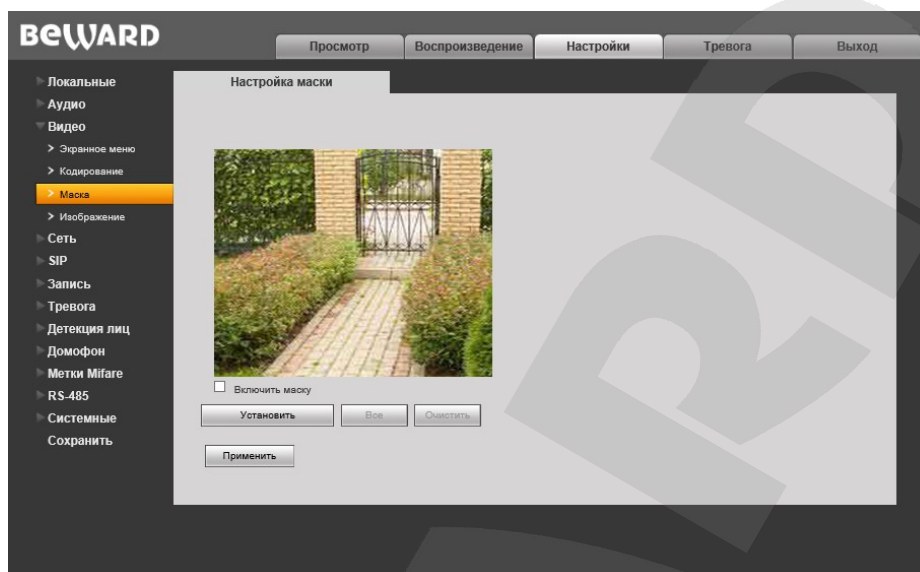 BEWARD
Просмотр
Воспроизведение
Настройки
Тревога
Выход
Локальные
Аудио
Видео
Экранное меню
Кодирование
Маска
Изображение
Сеть
SIP
Запись
Тревога
Детекция лиц
Домофон
Метки Mifare
RS-485
Системные
Сохранить
Настройка маски
Включить маску
Установить
Все
Очистить
Применить